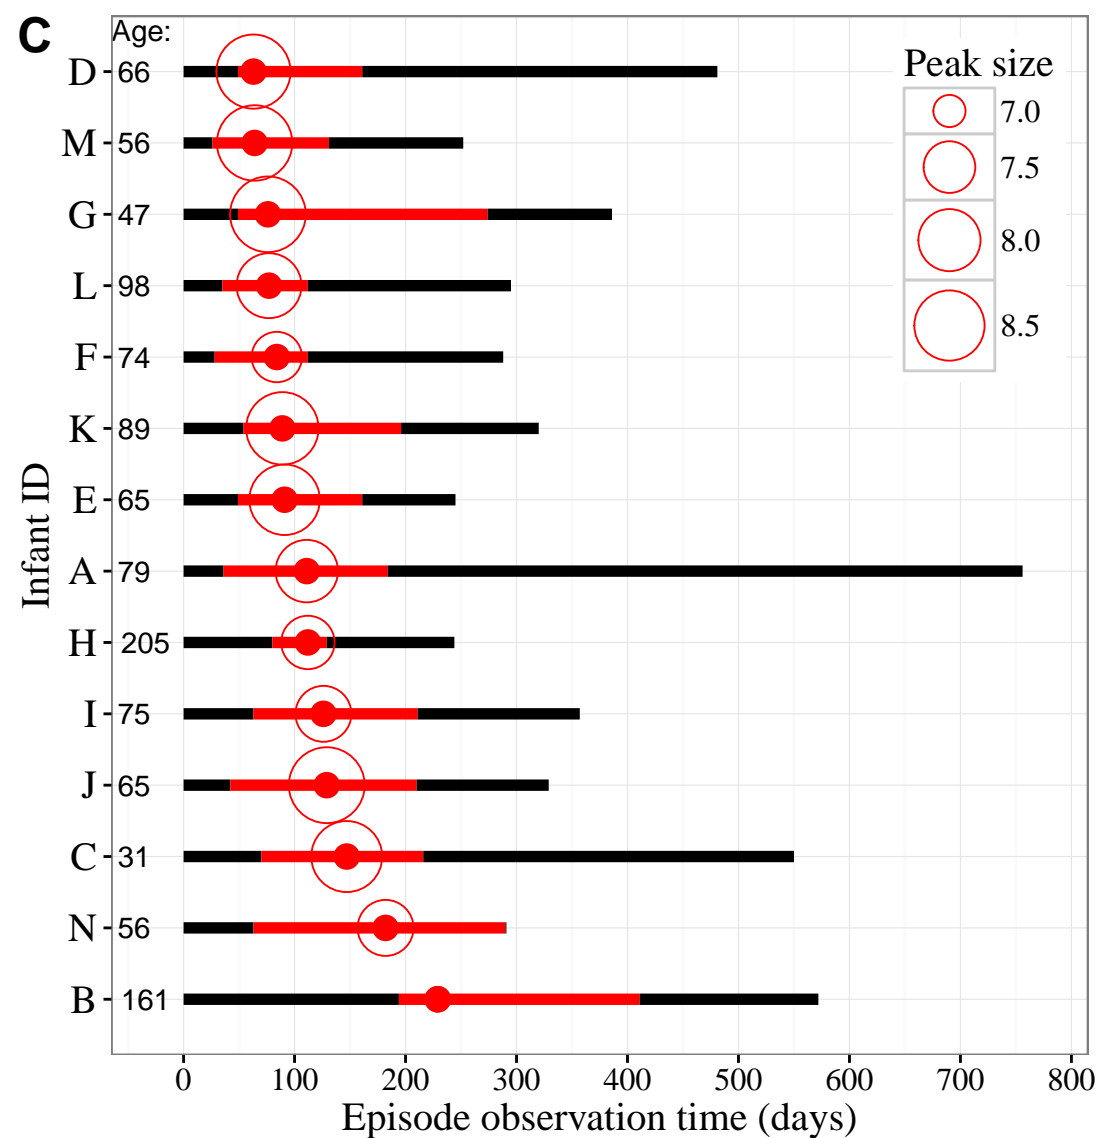 C
Age:
D 66
M 56
G 47
L 98
F 74
K 89
E 65
A 79
H 205
I 75
J 65
C 31
N 56
B 161
Infant ID
Peak size
7.0
7.5
8.0
8.5
0 100 200 300 400 500 600 700 800
Episode observation time (days)